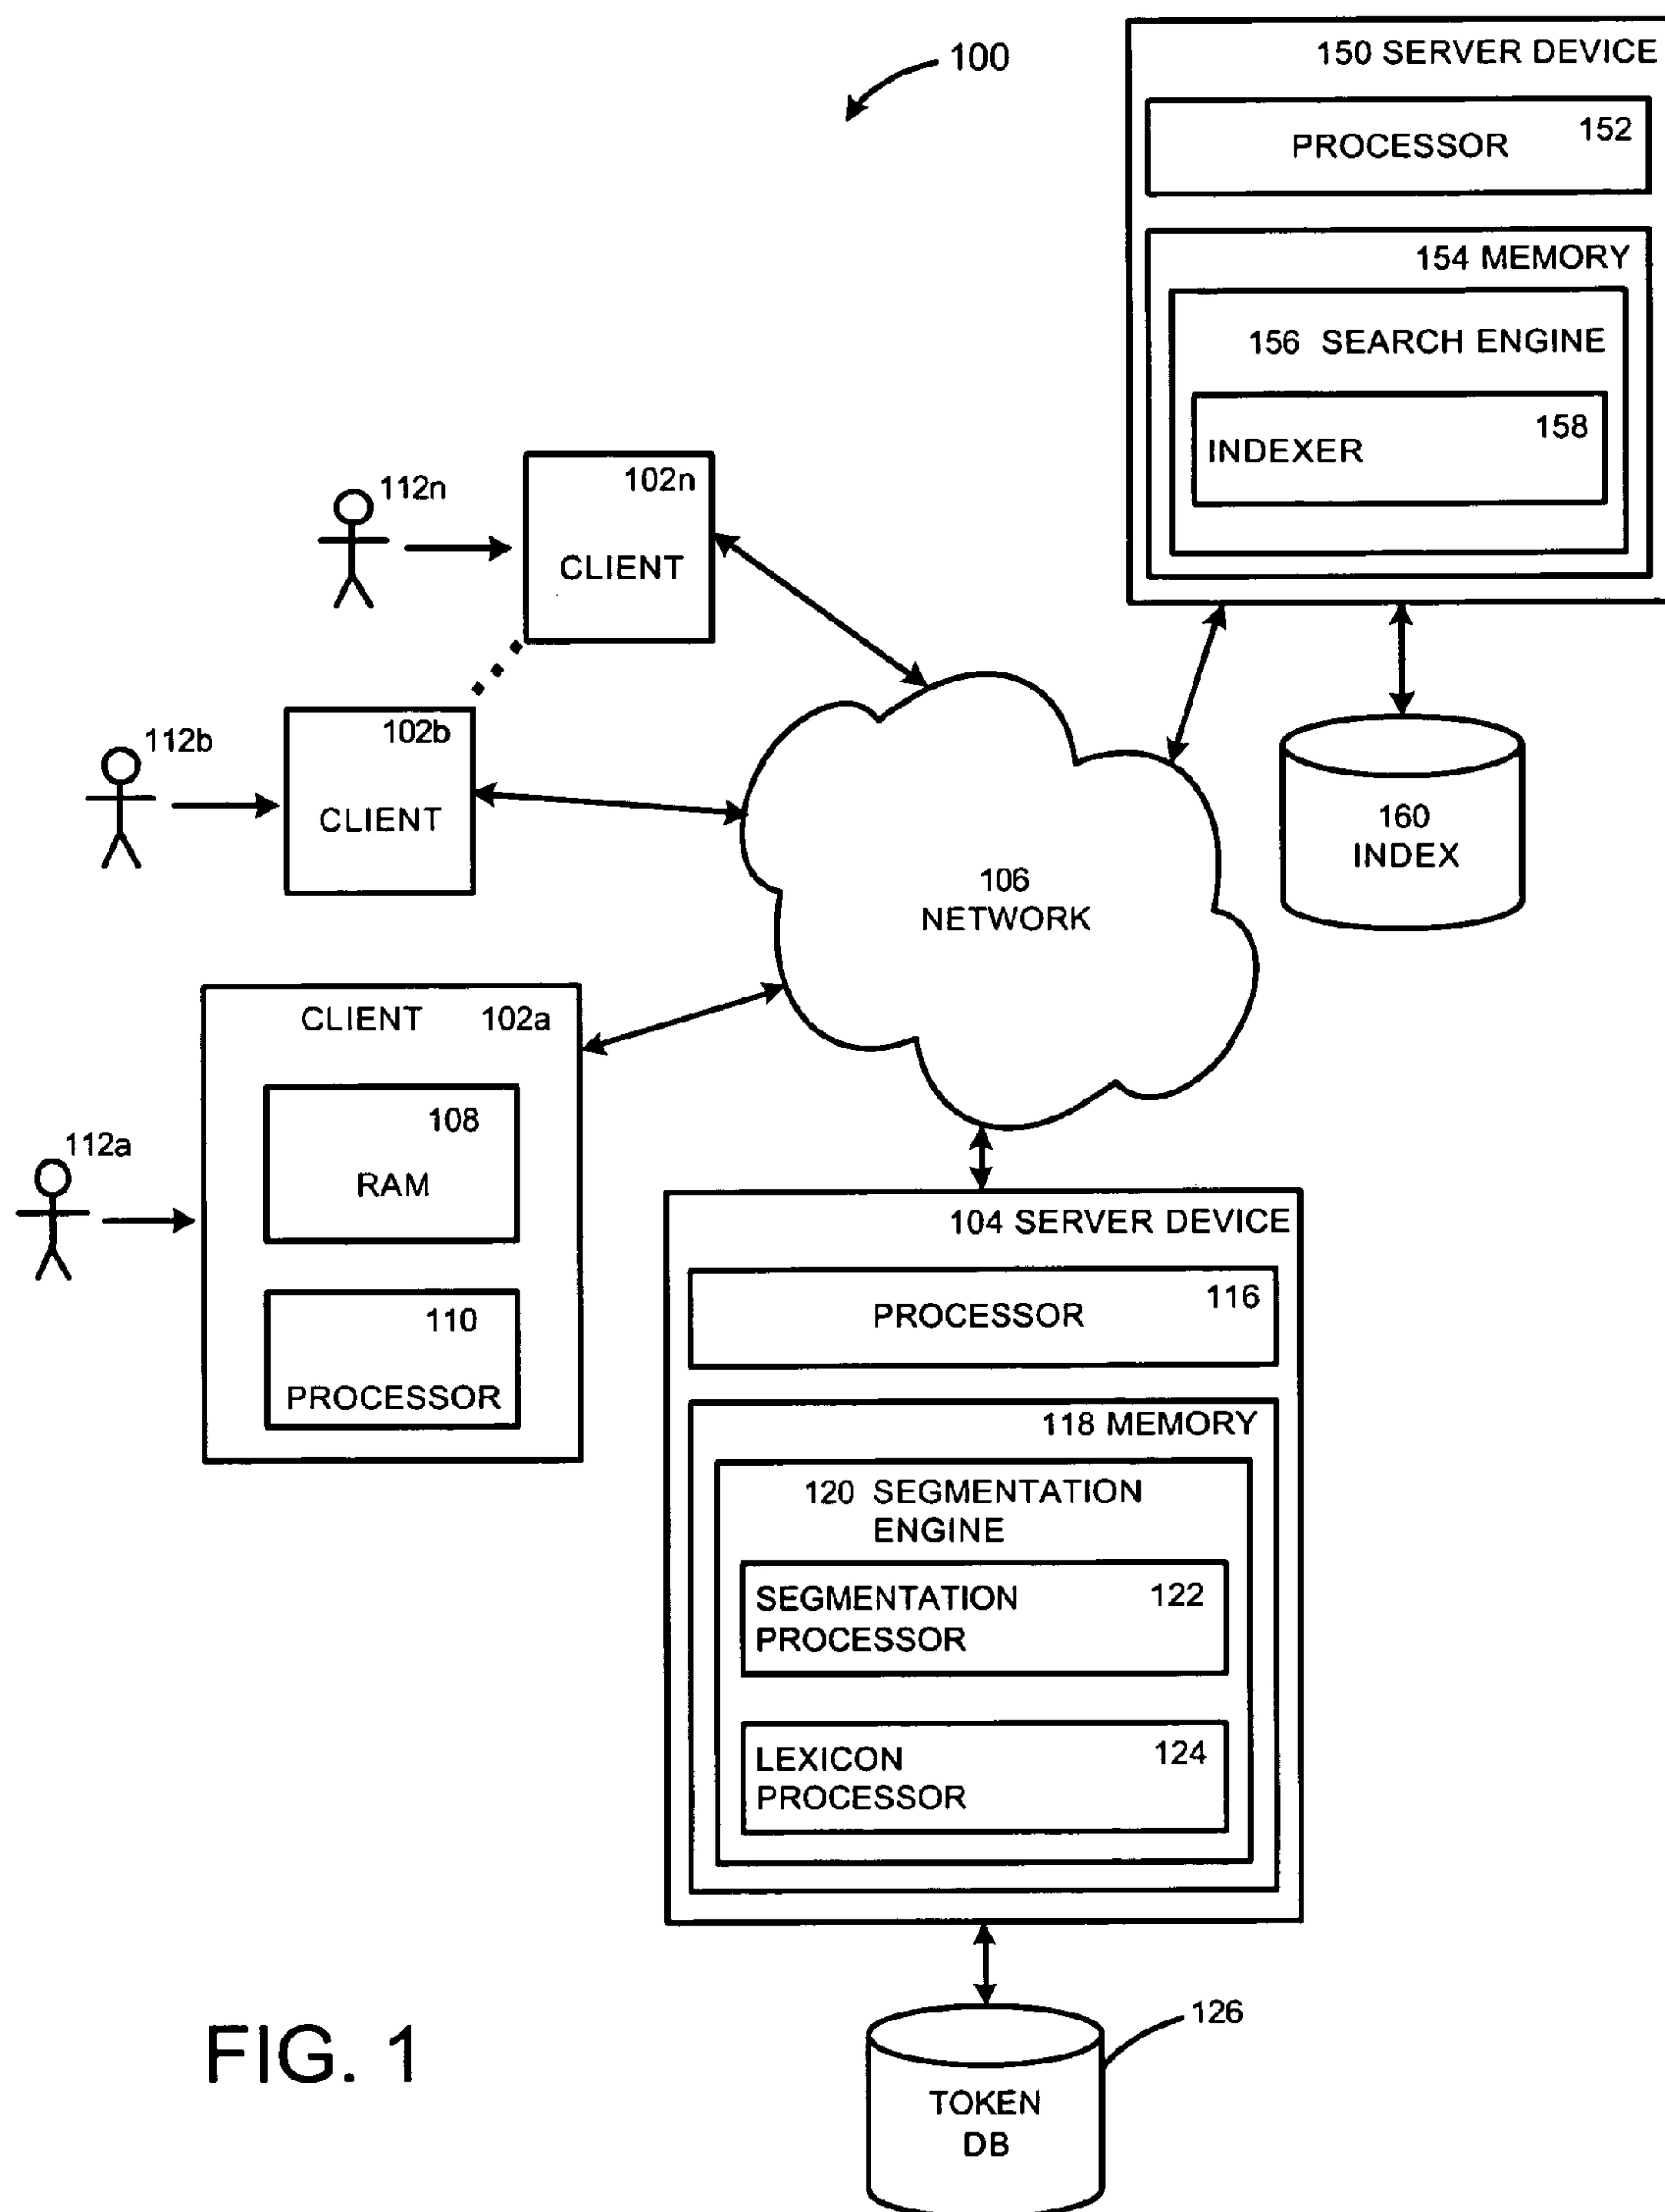 100
150 SERVER DEVICE
152
PROCESSOR
154 MEMORY
156 SEARCH ENGINE
158
INDEXER
112n
102n
CLIENT
112b
102b
CLIENT
160
INDEX
106
NETWORK
CLIENT 102a
108
RAM
112a
110
PROCESSOR
104 SERVER DEVICE
116
PROCESSOR
118 MEMORY
120 SEGMENTATION
ENGINE
SEGMENTATION 122
PROCESSOR
LEXICON 124
PROCESSOR
126
TOKEN
DB
FIG. 1